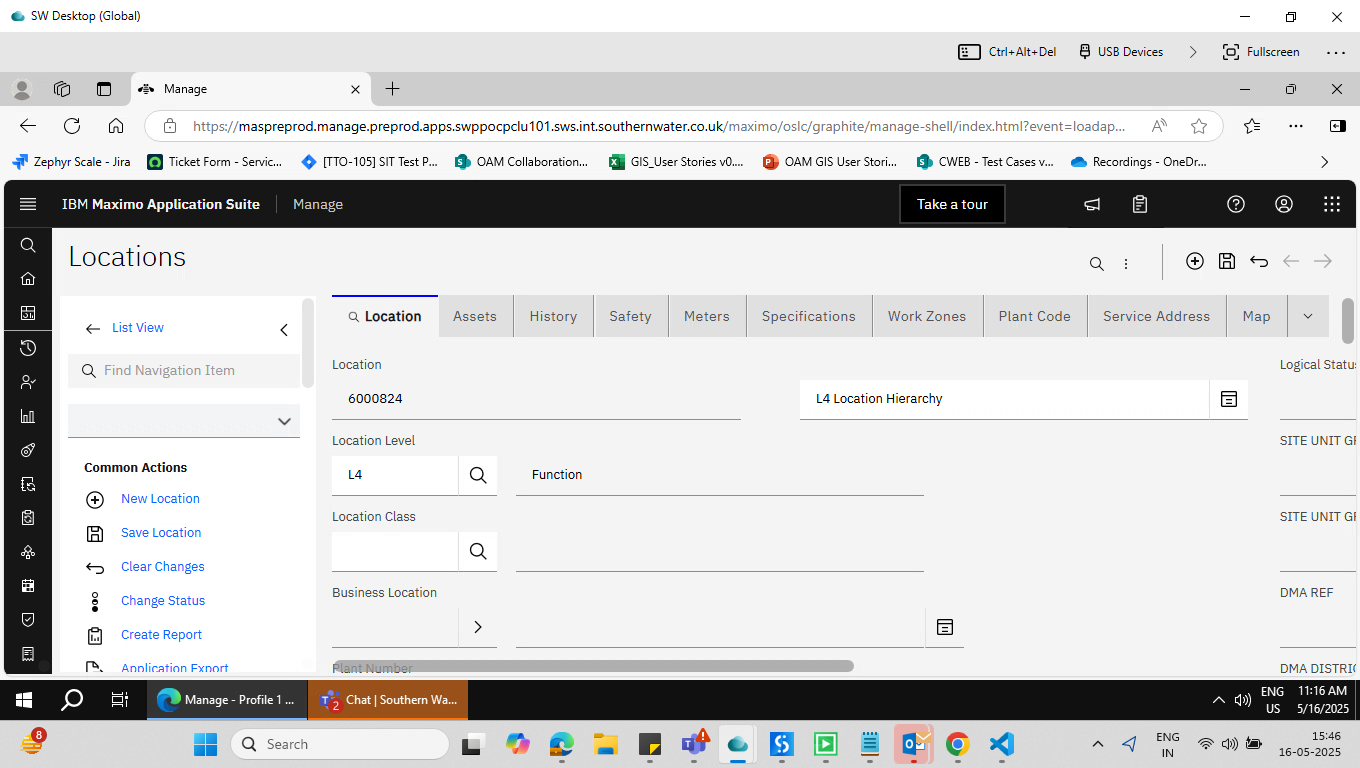 SW Desktop (Global)
Ctrl+Alt+Del
USB Devices
Fullscreen
Manage
https://maspreprod.manage.preprod.apps.swppocpclu101.sws.int.southernwater.co.uk/maximo/oslc/graphite/manage-shell/index.html?event=loadap...
Zephyr Scale - Jira
Ticket Form - Servic...
[TTO-105] SIT Test P...
OAM Collaboration...
GIS_User Stories v0....
OAM GIS User Stori...
CWEB - Test Cases v...
Recordings - OneDr...
IBM Maximo Application Suite
Manage
Take a tour
Locations
List View
Find Navigation Item
Common Actions
New Location
Save Location
Clear Changes
Change Status
Create Report
Application Export
Location
Assets
History
Safety
Meters
Specifications
Work Zones
Plant Code
Service Address
Map
Location
Logical Status
6000824
L4 Location Hierarchy
Location Level
SITE UNIT GR
L4
Function
Location Class
SITE UNIT GR
Business Location
DMA REF
Plant Number
DMA DISTRIC
Manage - Profile 1 ...
2
Chat | Southern Wa...
ENG
US
11:16 AM
5/16/2025
8
Search
ENG
IN
15:46
16-05-2025